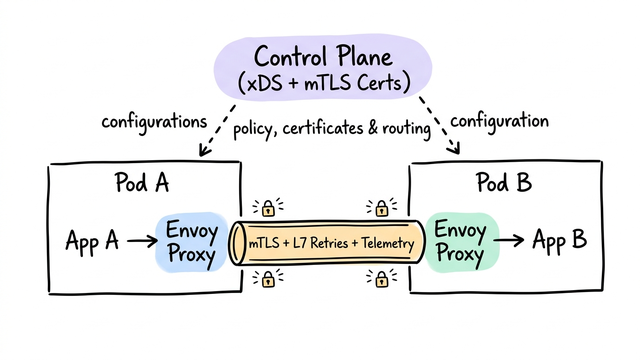 Control Plane
(xDS + mTLS Certs)
configurations
policy, certificates & routing
configuration
Pod A
Pod B
App A
Envoy
Proxy
mTLS + L7 Retries + Telemetry
Envoy
Proxy
App B